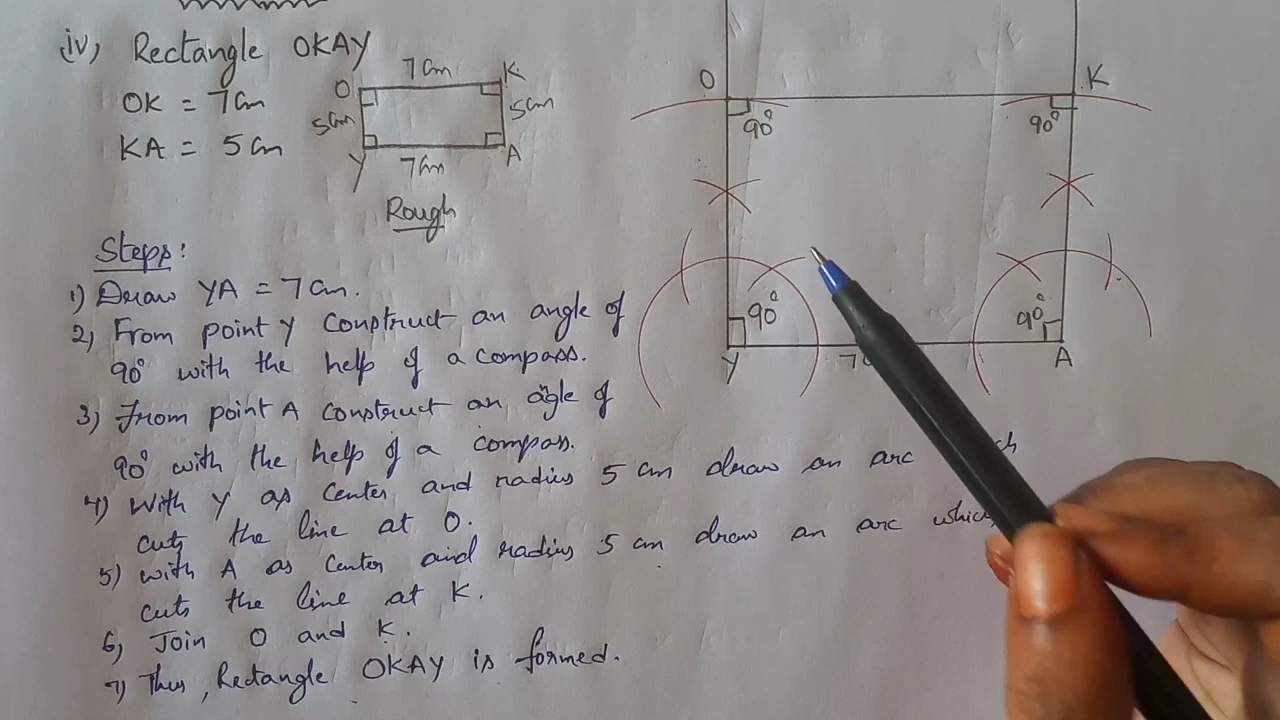 iv) Rectangle OKAY
OK = 7cm
KA = 5cm
7cm
O
K
5cm
5cm
Y
7cm
A
Rough
O
K
90°
90°
90°
90°
Y
A
Steps:
1) Draw YA = 7cm.
2) From point Y construct an angle of
90° with the help of a compass.
3) From point A construct an agle of
90° with the help of a compass.
4) With Y as center and radius 5 cm draw an arc
cuts the line at O.
5) with A as center and radius 5 cm draw an arc which
cuts the line at K.
6) Join O and K.
7) Thus, Rectangle OKAY is formed.